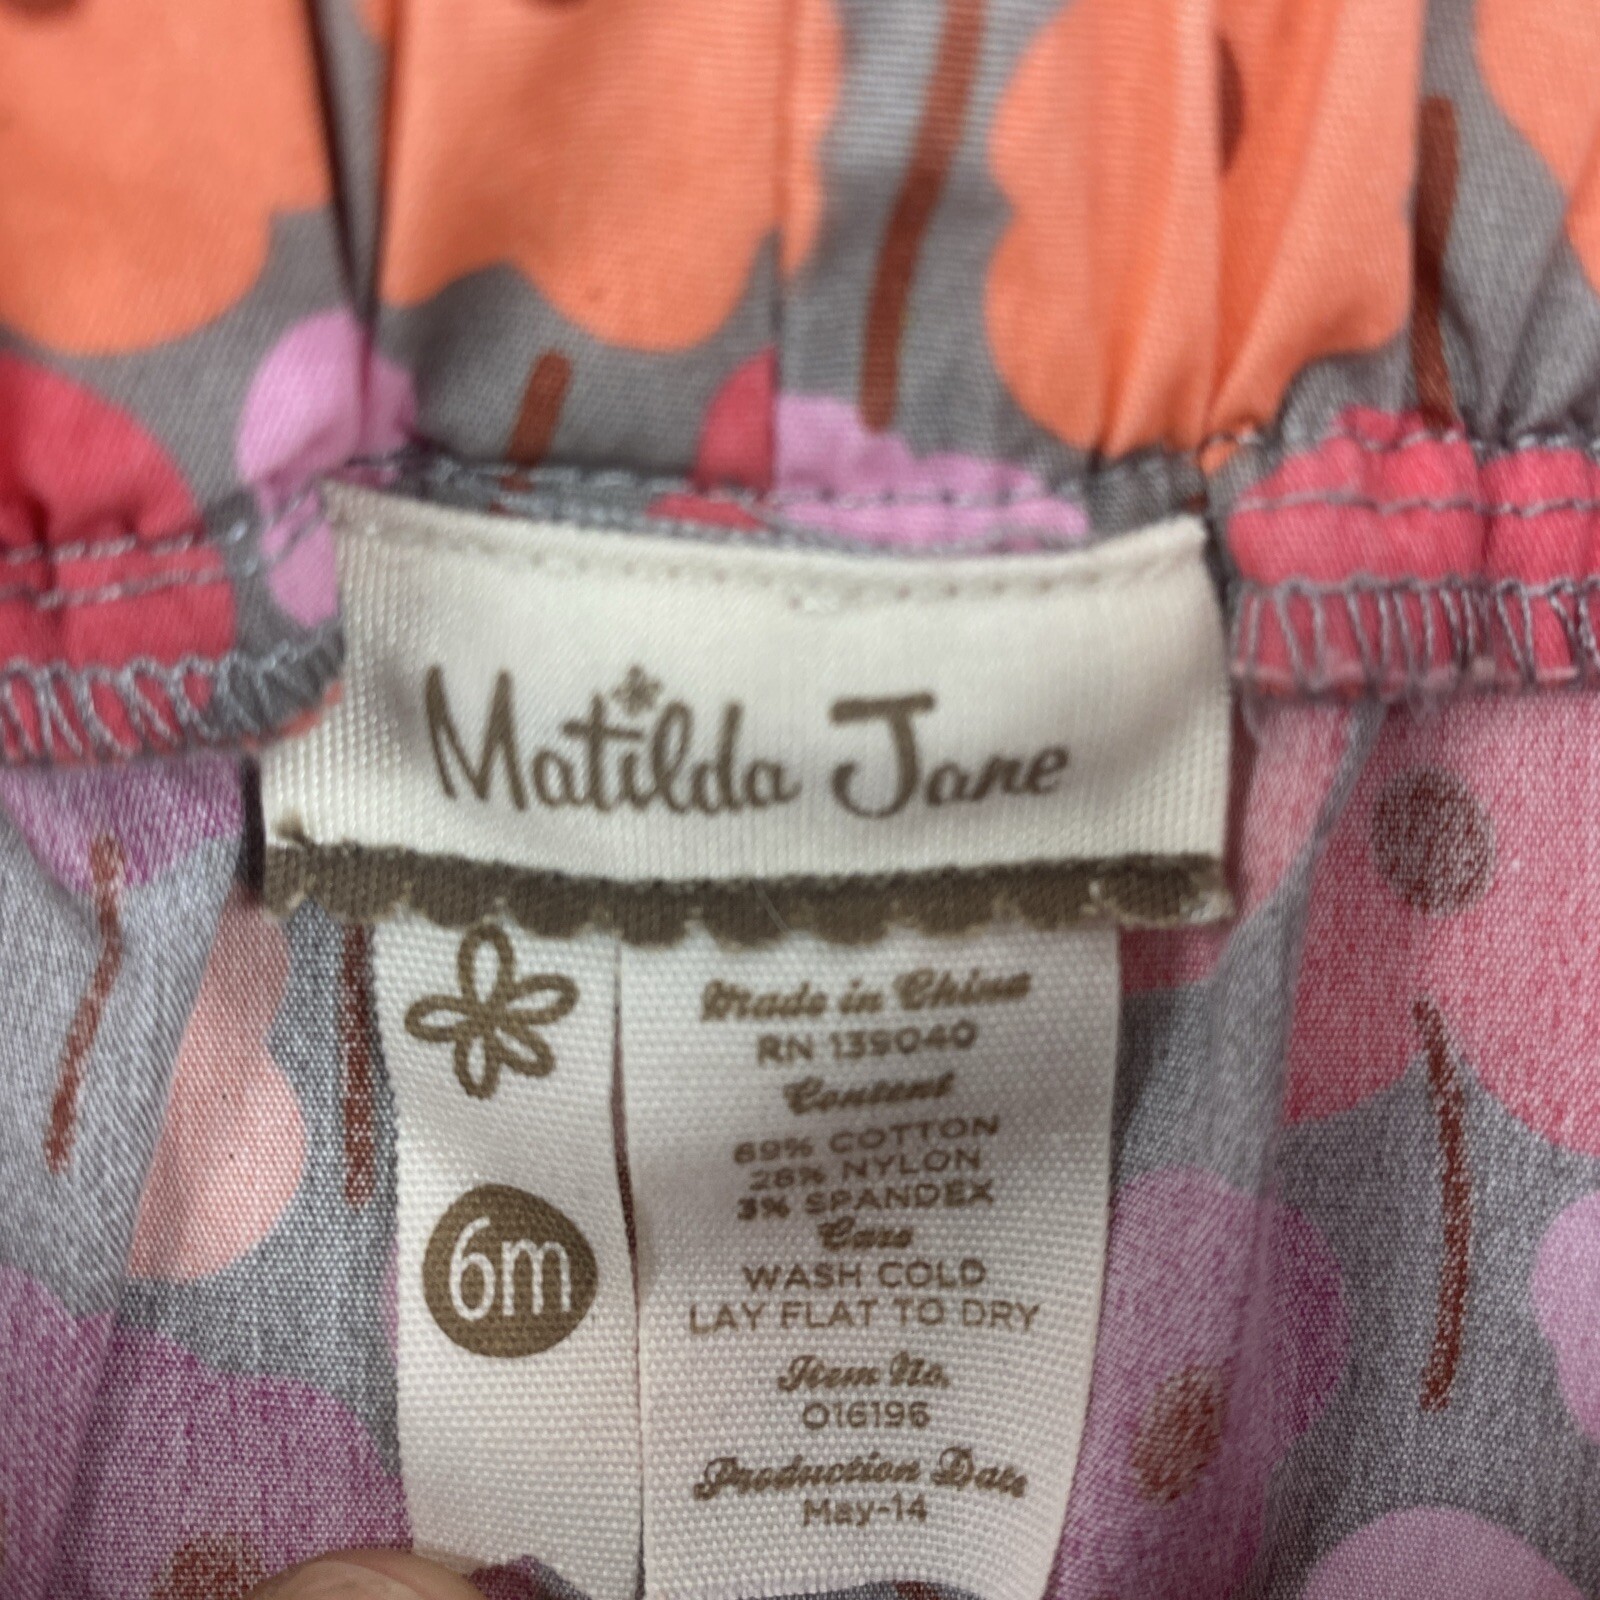 Matilda Jane
6m
Made in China
RN 139040
Content
69% COTTON
28% NYLON
3% SPANDEX
Care
WASH COLD
LAY FLAT TO DRY
Item No.
016196
Production Date
May-14